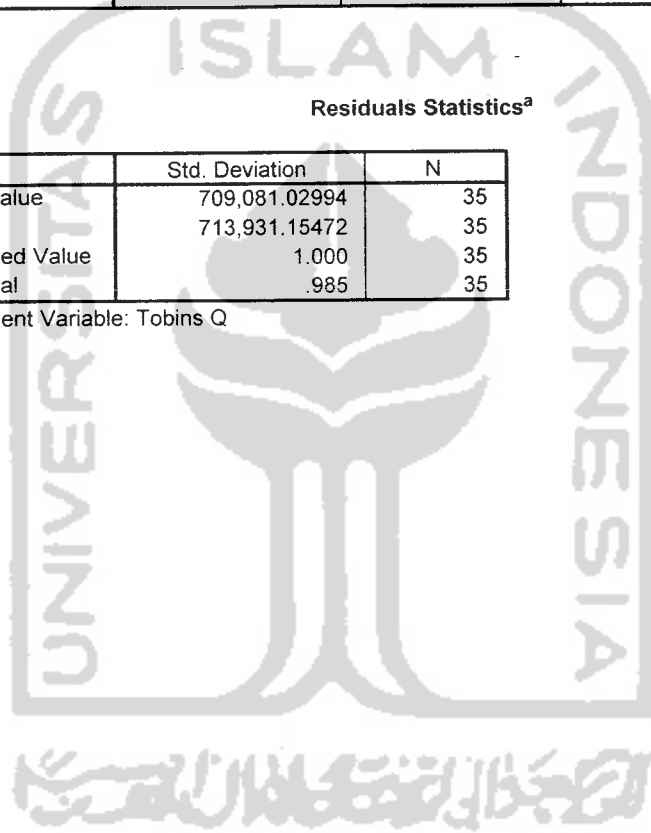 ISLAM
UNIVERSITAS
INDONESIA
Residuals Statisticsa
Std. Deviation N
alue 709,081.02994 35
713,931.15472 35
ed Value 1.000 35
al .985 35
ent Variable: Tobins Q